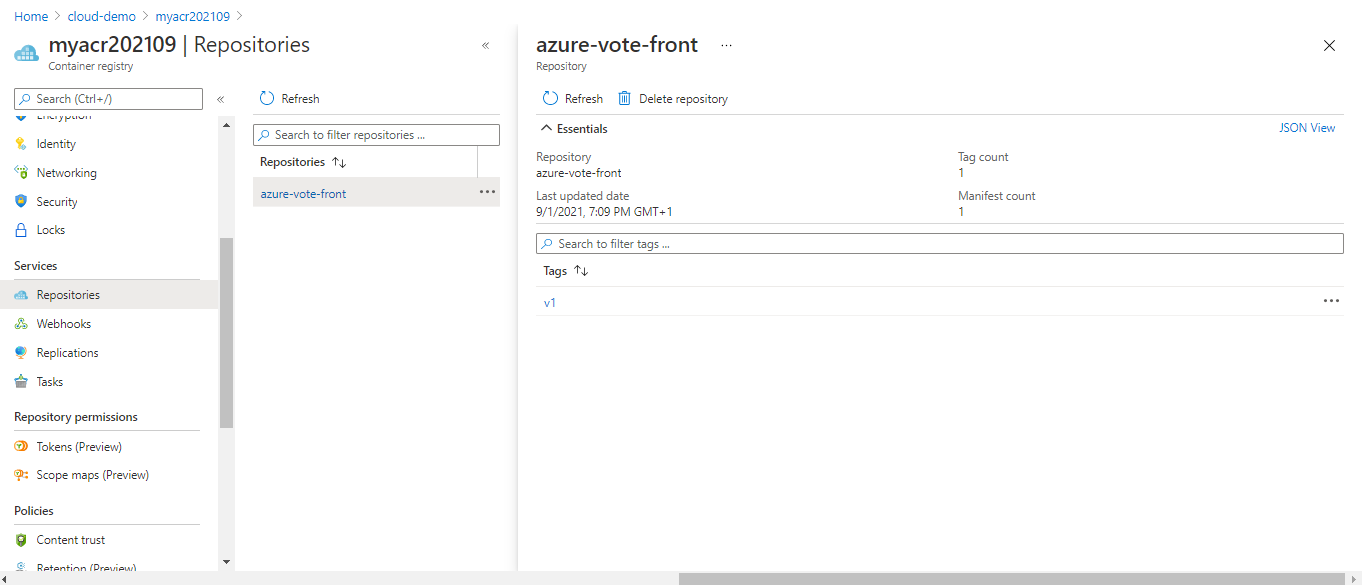 Home > cloud-demo > myacr202109 >
myacr202109 | Repositories
Container registry
Search (Ctrl+/)
«
Encryption
Identity
Networking
Security
Locks
Services
Repositories
Webhooks
Replications
Tasks
Repository permissions
Tokens (Preview)
Scope maps (Preview)
Policies
Content trust
Retention (Preview)
«
Refresh
Search to filter repositories ...
Repositories ↑↓
azure-vote-front ...
azure-vote-front ...
Repository
Refresh Delete repository
Essentials JSON View
Repository
azure-vote-front
Tag count
1
Last updated date
9/1/2021, 7:09 PM GMT+1
Manifest count
1
Search to filter tags ...
Tags ↑↓
v1 ...